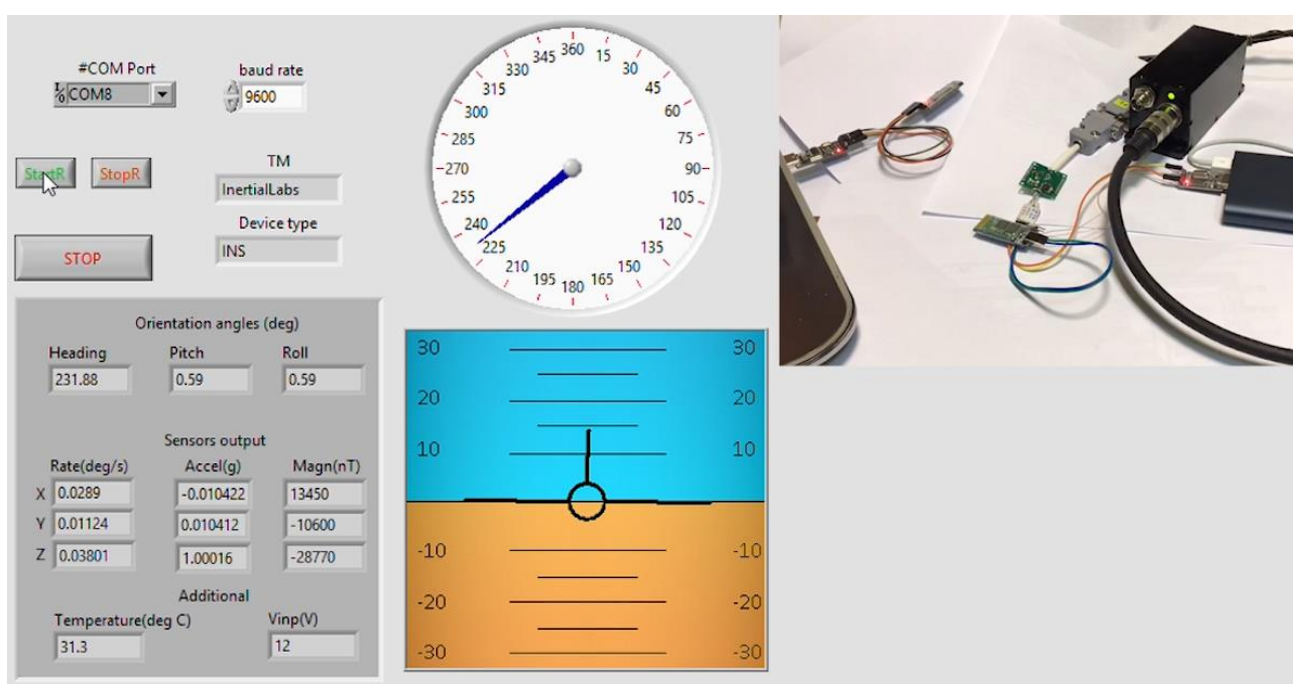 #COM Port
baud rate
I/O COM8
9600
StartR
StopR
TM
InertialLabs
Device type
INS
STOP
360
15
30
45
60
75
90
105
120
135
150
165
180
195
210
225
240
255
270
285
300
315
330
345
Orientation angles (deg)
Heading Pitch Roll
231.88 0.59 0.59
Sensors output
Rate(deg/s) Accel(g) Magn(nT)
X 0.0289 -0.010422 13450
Y 0.01124 0.010412 -10600
Z 0.03801 1.00016 -28770
Additional
Temperature(deg C) Vinp(V)
31.3 12
30 30
20 20
10 10
-10 -10
-20 -20
-30 -30